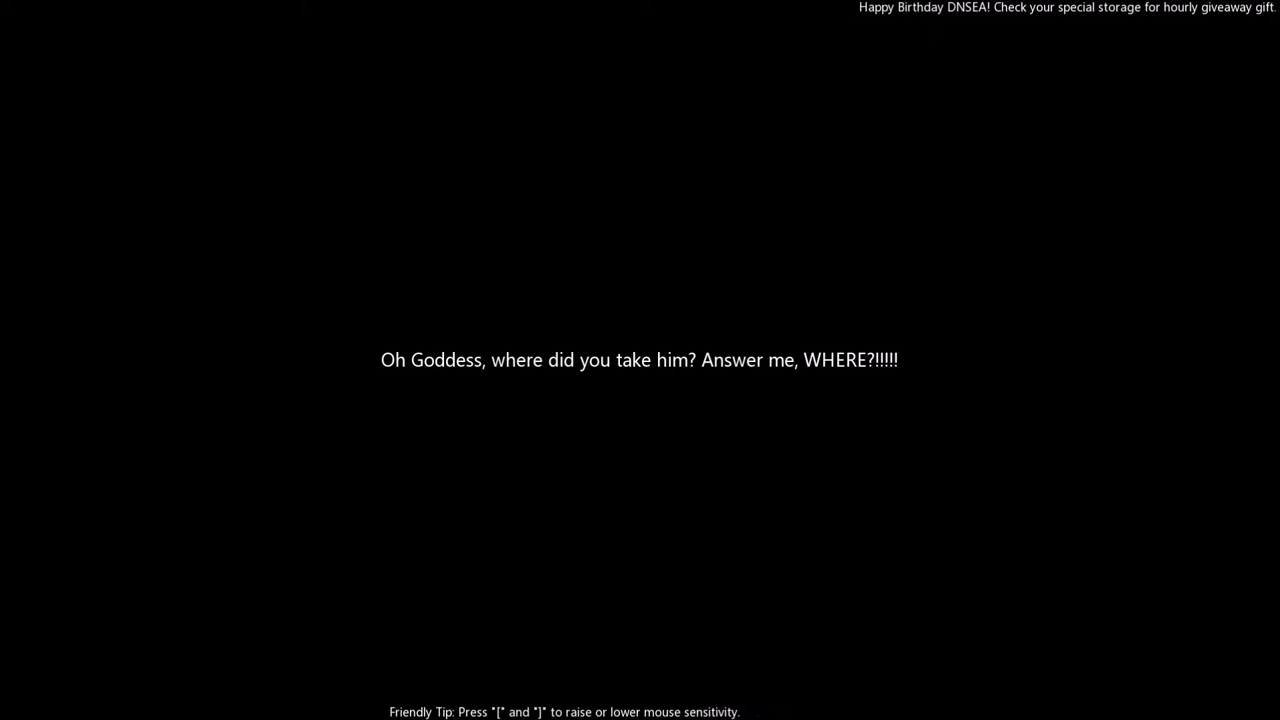 Happy Birthday DNSEA! Check your special storage for hourly giveaway gift.
Oh Goddess, where did you take him? Answer me, WHERE?!!!!!
Friendly Tip: Press "[" and "]" to raise or lower mouse sensitivity.